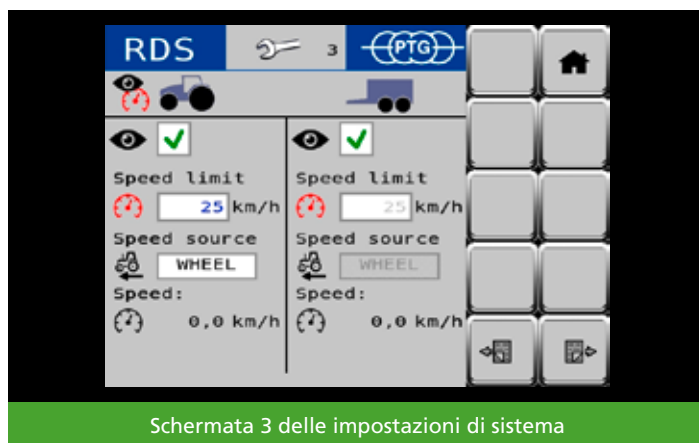 RDS 3 PTG
Speed limit Speed limit
25 km/h 25 km/h
Speed source Speed source
WHEEL WHEEL
Speed: Speed:
0,0 km/h 0,0 km/h
Schermata 3 delle impostazioni di sistema